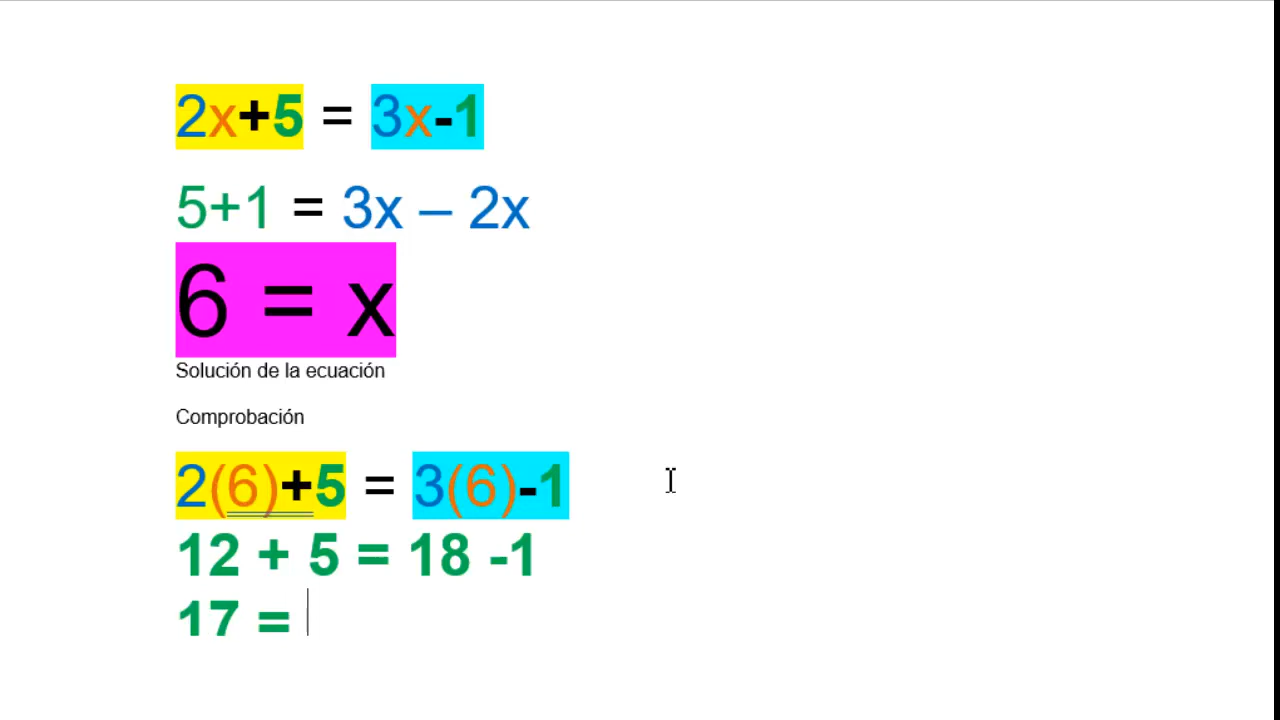 2x+5 = 3x-1
5+1 = 3x – 2x
6 = x
Solución de la ecuación
Comprobación
2(6)+5 = 3(6)-1
12 + 5 = 18 -1
17 =